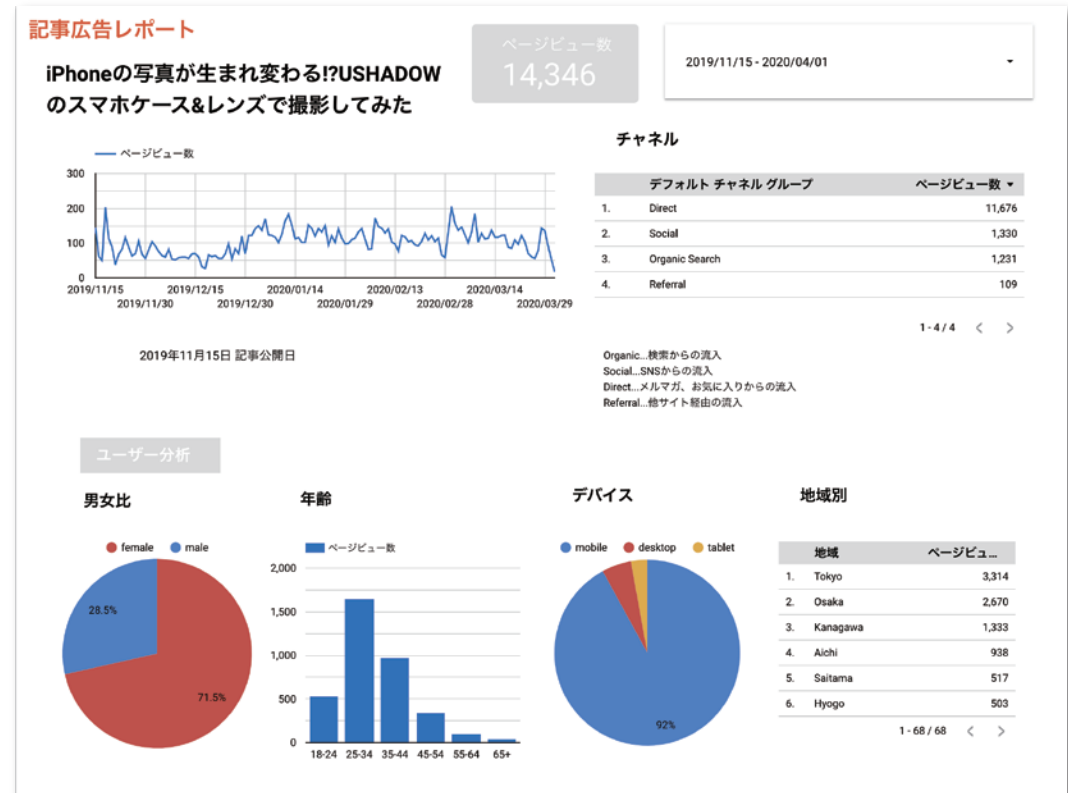 記事広告レポート
iPhoneの写真が生まれ変わる!?USHADOW
のスマホケース&レンズで撮影してみた
ページビュー数
14,346
2019/11/15 - 2020/04/01
ページビュー数
300
200
100
0
2019/11/15 2019/12/15 2020/01/14 2020/02/13 2020/03/14
2019/11/30 2019/12/30 2020/01/29 2020/02/28 2020/03/29
2019年11月15日 記事公開日
チャネル
デフォルト チャネル グループ ページビュー数
1. Direct 11,676
2. Social 1,330
3. Organic Search 1,231
4. Referral 109
1 - 4 / 4
Organic...検索からの流入
Social...SNSからの流入
Direct...メルマガ、お気に入りからの流入
Referral...他サイト経由の流入
ユーザー分析
男女比
female male
28.5%
71.5%
年齢
ページビュー数
2,000
1,500
1,000
500
0
18-24 25-34 35-44 45-54 55-64 65+
デバイス
mobile desktop tablet
92%
地域別
地域 ページビュ...
1. Tokyo 3,314
2. Osaka 2,670
3. Kanagawa 1,333
4. Aichi 938
5. Saitama 517
6. Hyogo 503
1 - 68 / 68